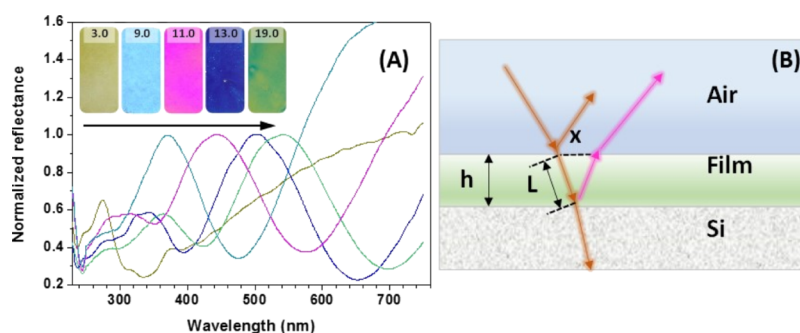 Normalized reflectance
1.6
1.4
1.2
1.0
0.8
0.6
0.4
0.2
3.0 9.0 11.0 13.0 19.0
(A)
300 400 500 600 700
Wavelength (nm)
(B)
Air
x
Film
h
L
Si